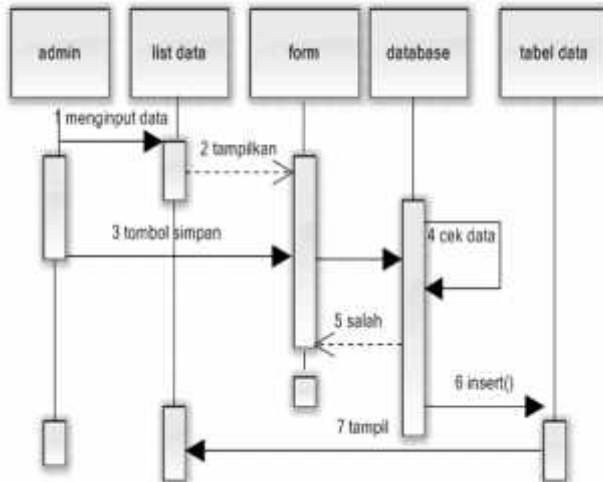 admin
list data
form
database
tabel data
1 menginput data
2 tampilkan
3 tombol simpan
4 cek data
5 salah
6 insert()
7 tampil